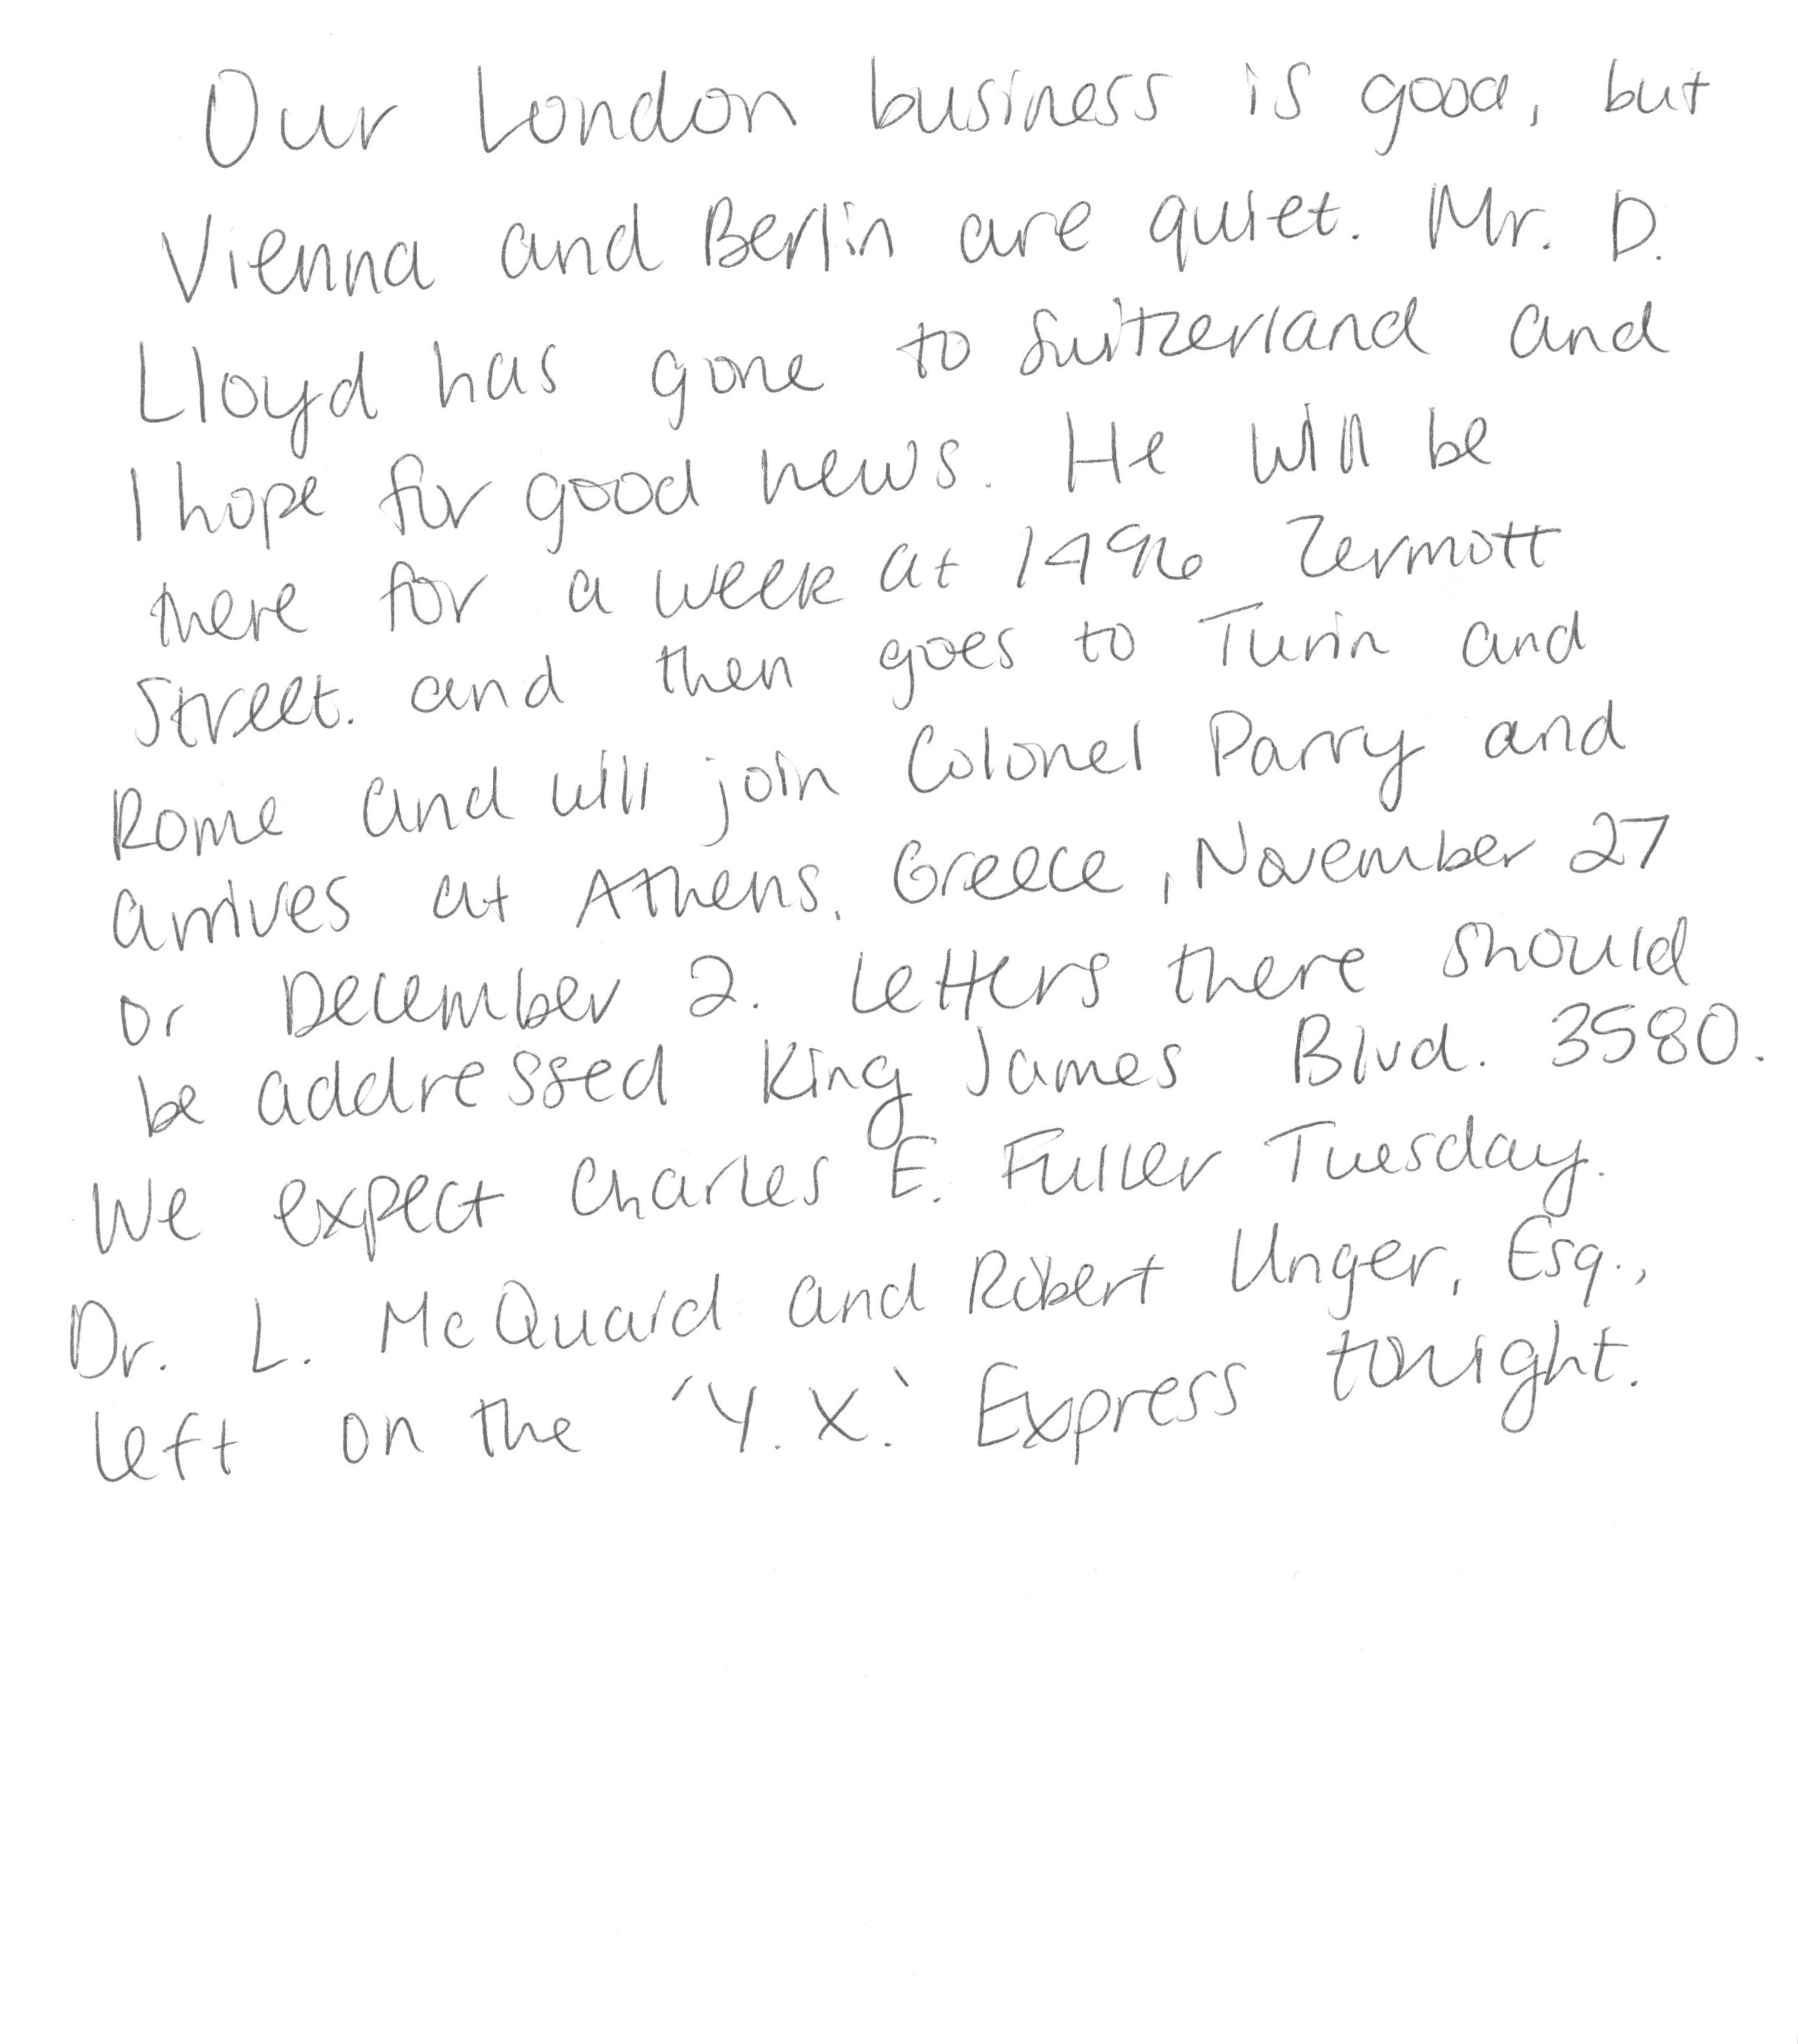 Our London business is good, but
Vienna and Berlin are quiet. Mr. D.
Lloyd has gone to Switzerland and
I hope for good news. He will be
there for a week at 1496 Zermott
Street. and then goes to Turin and
Rome and will join Colonel Parry and
arrives at Athens, Greece, November 27
or December 2. Letters there should
be addressed King James Blvd. 3580.
We expect Charles E. Fuller Tuesday.
Dr. L. McQuaid and Robert Unger, Esq.,
left on the 'Y.X.' Express tonight.